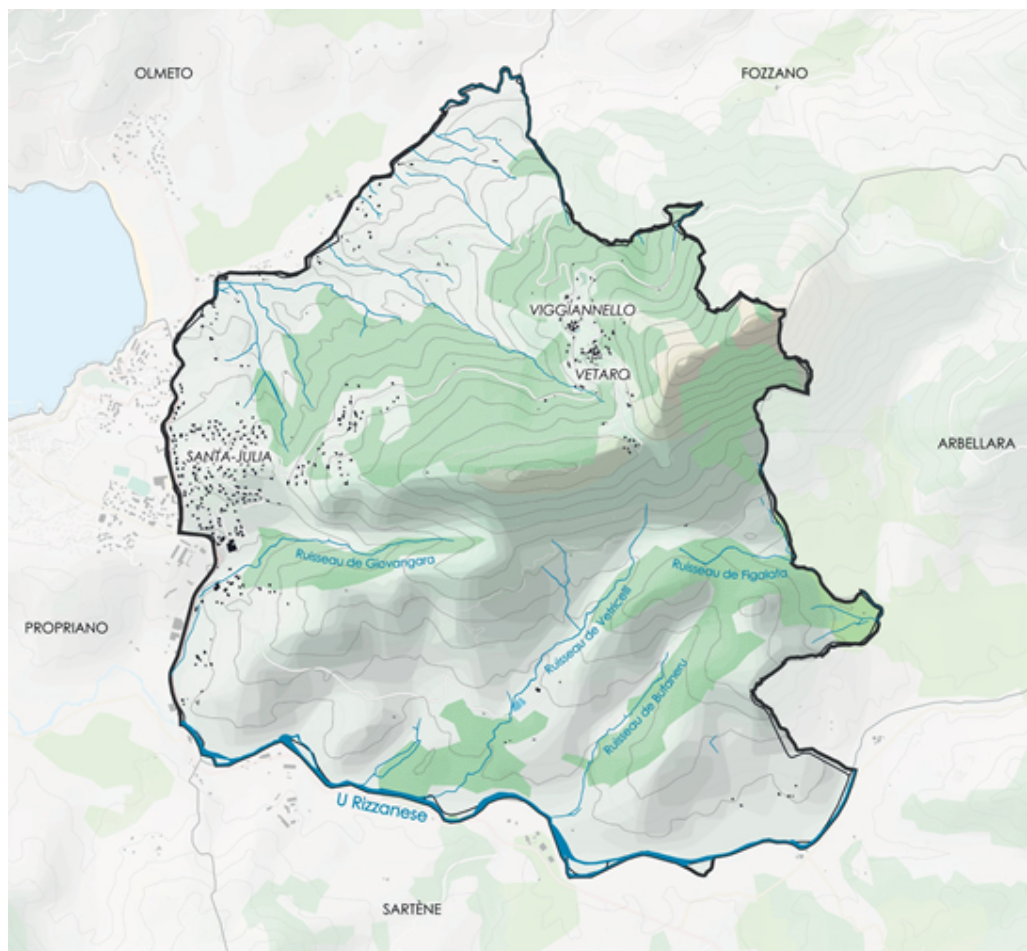 OLMETO
FOZZANO
VIGGIANNELLO
VETARO
ARBELLARA
SANTA-JULIA
Ruisseau de Giovangara
Ruisseau de Figalata
Ruisseau de Vetricelli
PROPRIANO
Ruisseau de Bufaneru
U Rizzanese
SARTÈNE